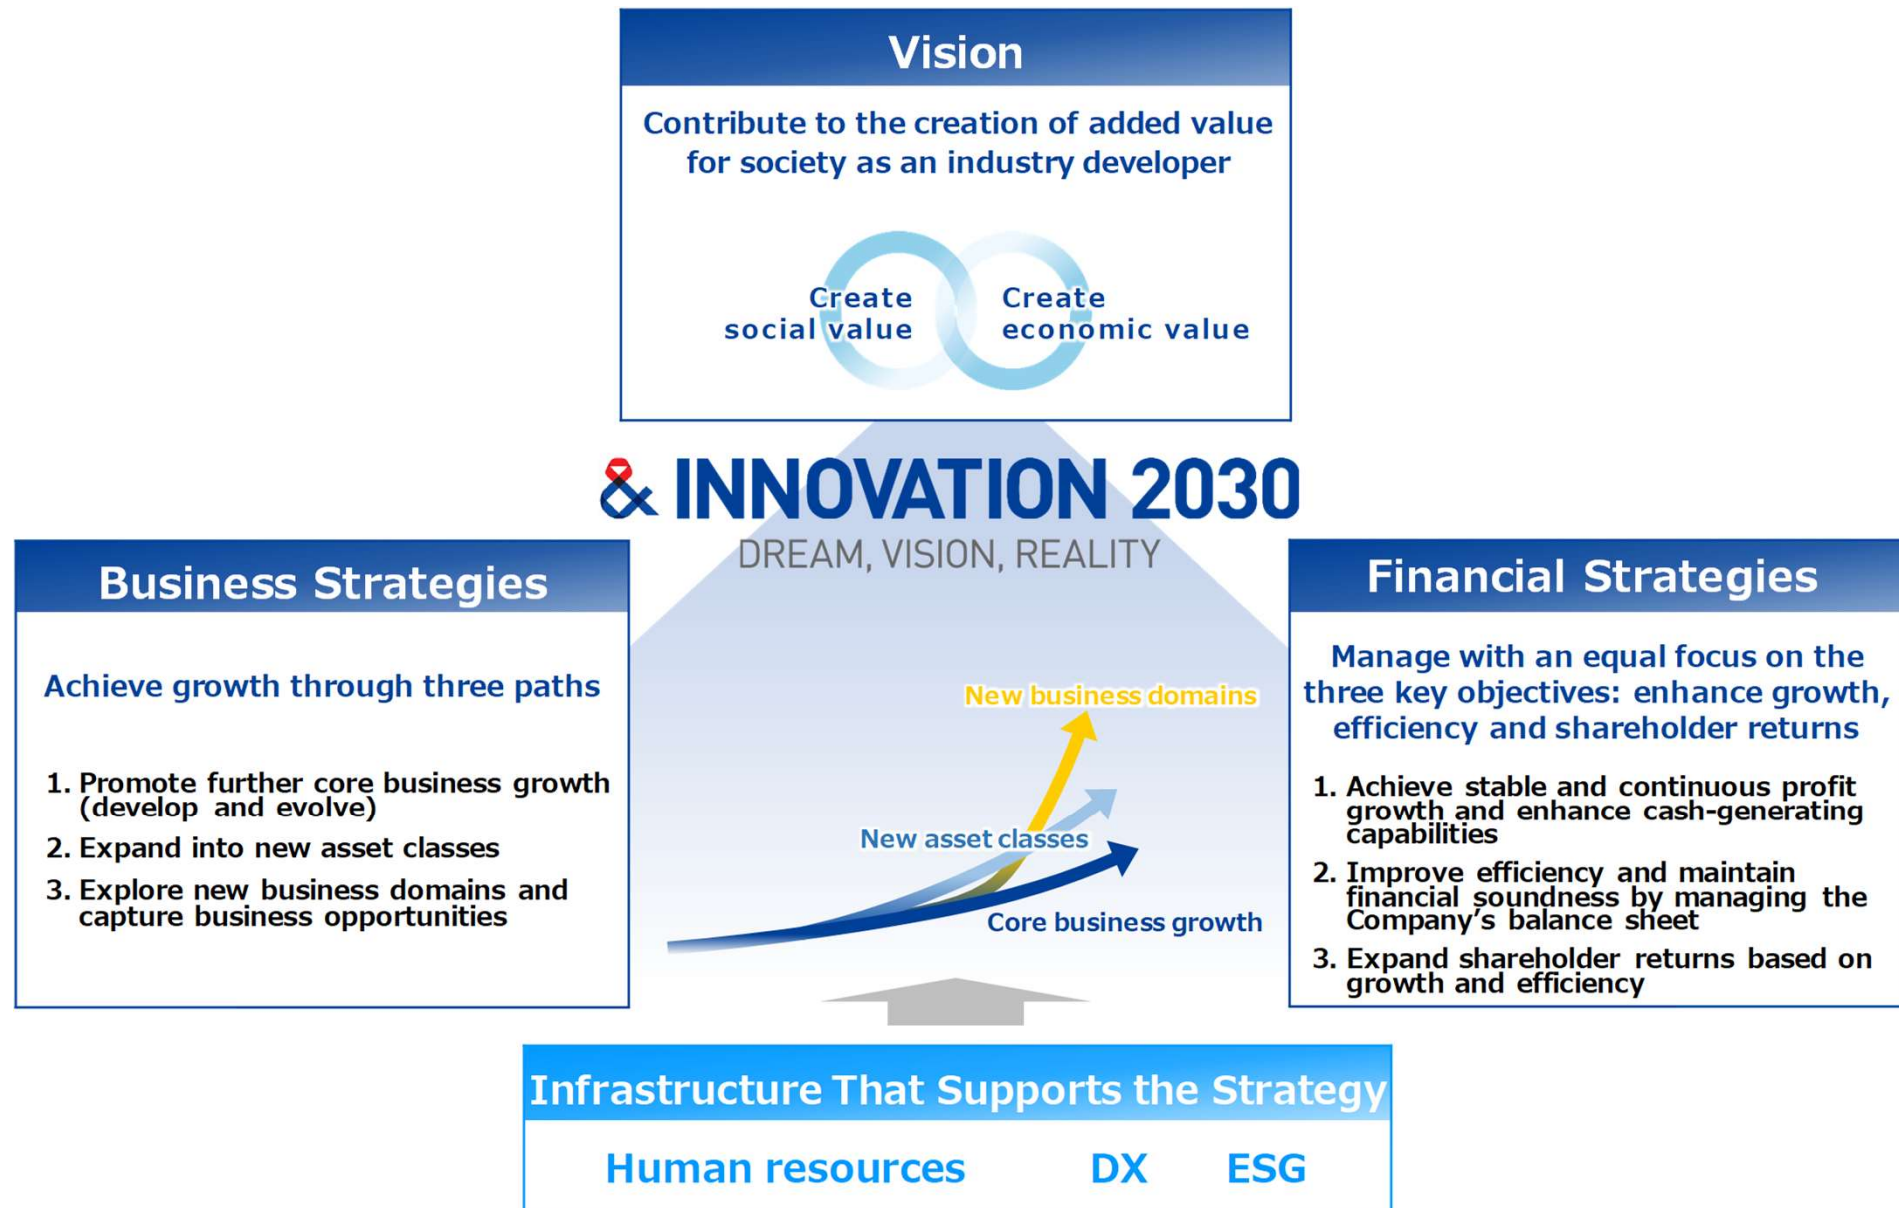 Vision
Contribute to the creation of added value
for society as an industry developer
Create
social value
Create
economic value
& INNOVATION 2030
DREAM, VISION, REALITY
Business Strategies
Achieve growth through three paths
1. Promote further core business growth
(develop and evolve)
2. Expand into new asset classes
3. Explore new business domains and
capture business opportunities
New business domains
New asset classes
Core business growth
Financial Strategies
Manage with an equal focus on the
three key objectives: enhance growth,
efficiency and shareholder returns
1. Achieve stable and continuous profit
growth and enhance cash-generating
capabilities
2. Improve efficiency and maintain
financial soundness by managing the
Company’s balance sheet
3. Expand shareholder returns based on
growth and efficiency
Infrastructure That Supports the Strategy
Human resources DX ESG